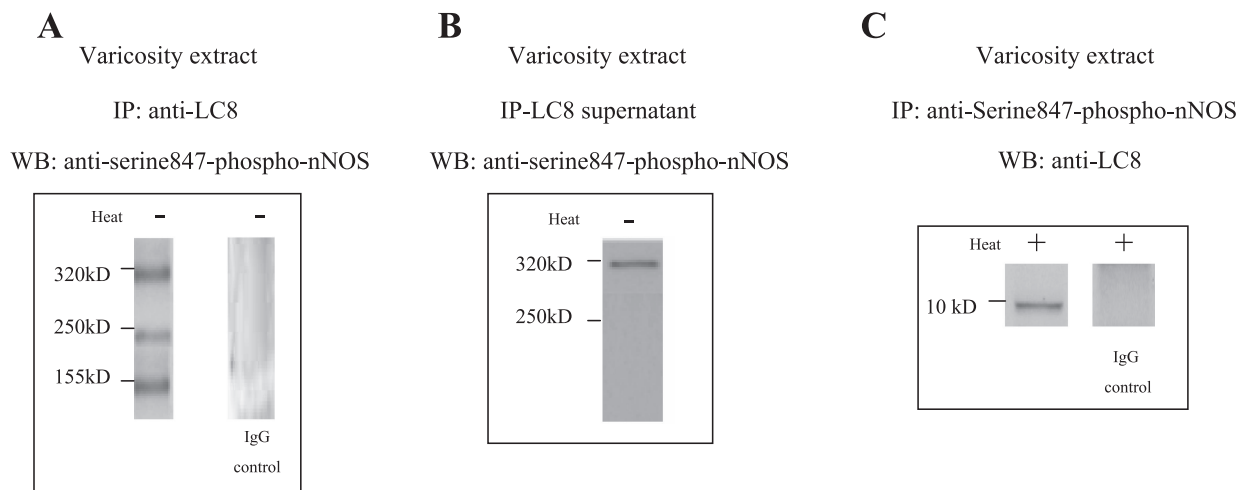 A
Varicosity extract
IP: anti-LC8
WB: anti-serine847-phospho-nNOS
Heat - -
320kD
250kD
155kD
IgG
control
B
Varicosity extract
IP-LC8 supernatant
WB: anti-serine847-phospho-nNOS
Heat -
320kD
250kD
C
Varicosity extract
IP: anti-Serine847-phospho-nNOS
WB: anti-LC8
Heat + +
10 kD
IgG
control